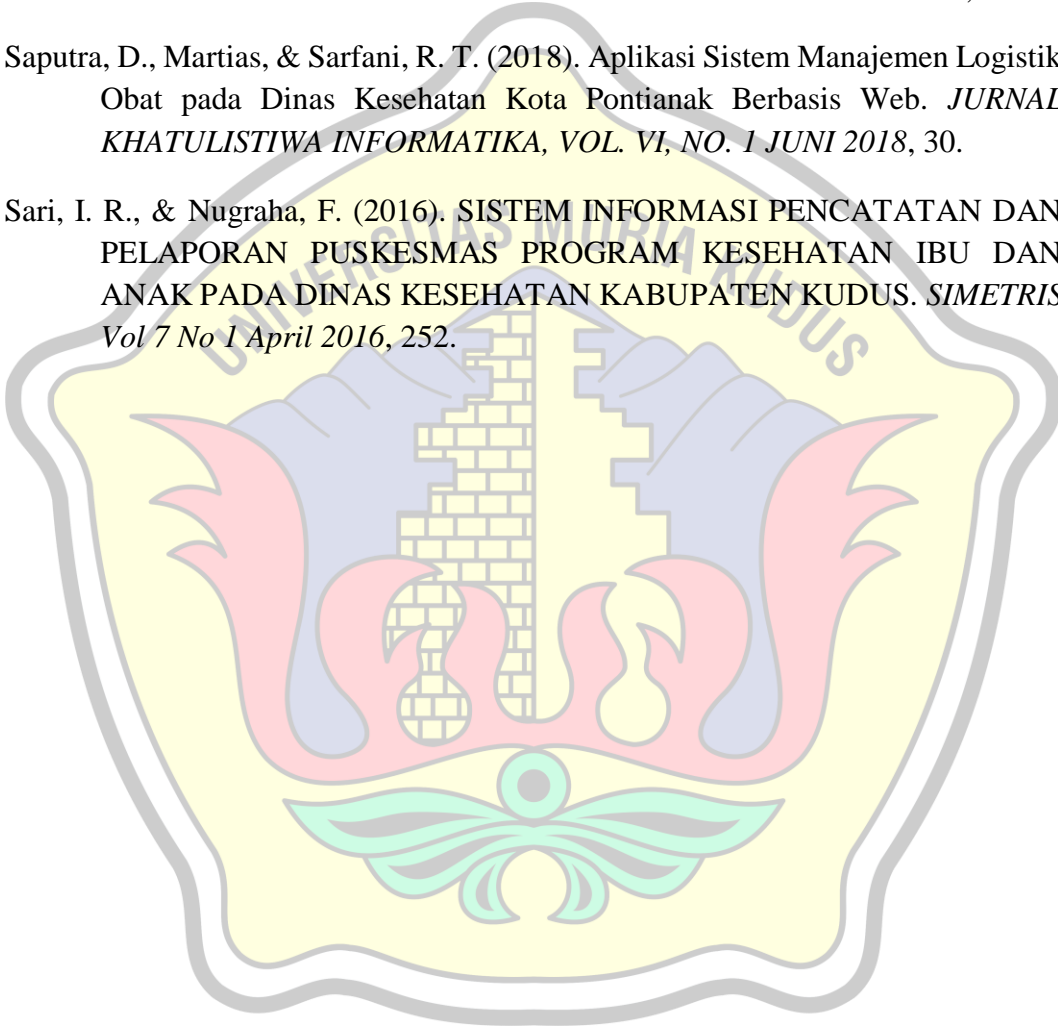 Saputra, D., Martias, & Sarfani, R. T. (2018). Aplikasi Sistem Manajemen Logistik
Obat pada Dinas Kesehatan Kota Pontianak Berbasis Web. JURNAL
KHATULISTIWA INFORMATIKA, VOL. VI, NO. 1 JUNI 2018, 30.
Sari, I. R., & Nugraha, F. (2016). SISTEM INFORMASI PENCATATAN DAN
PELAPORAN PUSKESMAS PROGRAM KESEHATAN IBU DAN
ANAK PADA DINAS KESEHATAN KABUPATEN KUDUS. SIMETRIS
Vol 7 No 1 April 2016, 252.
UNIVERSITAS MURIA KUDUS